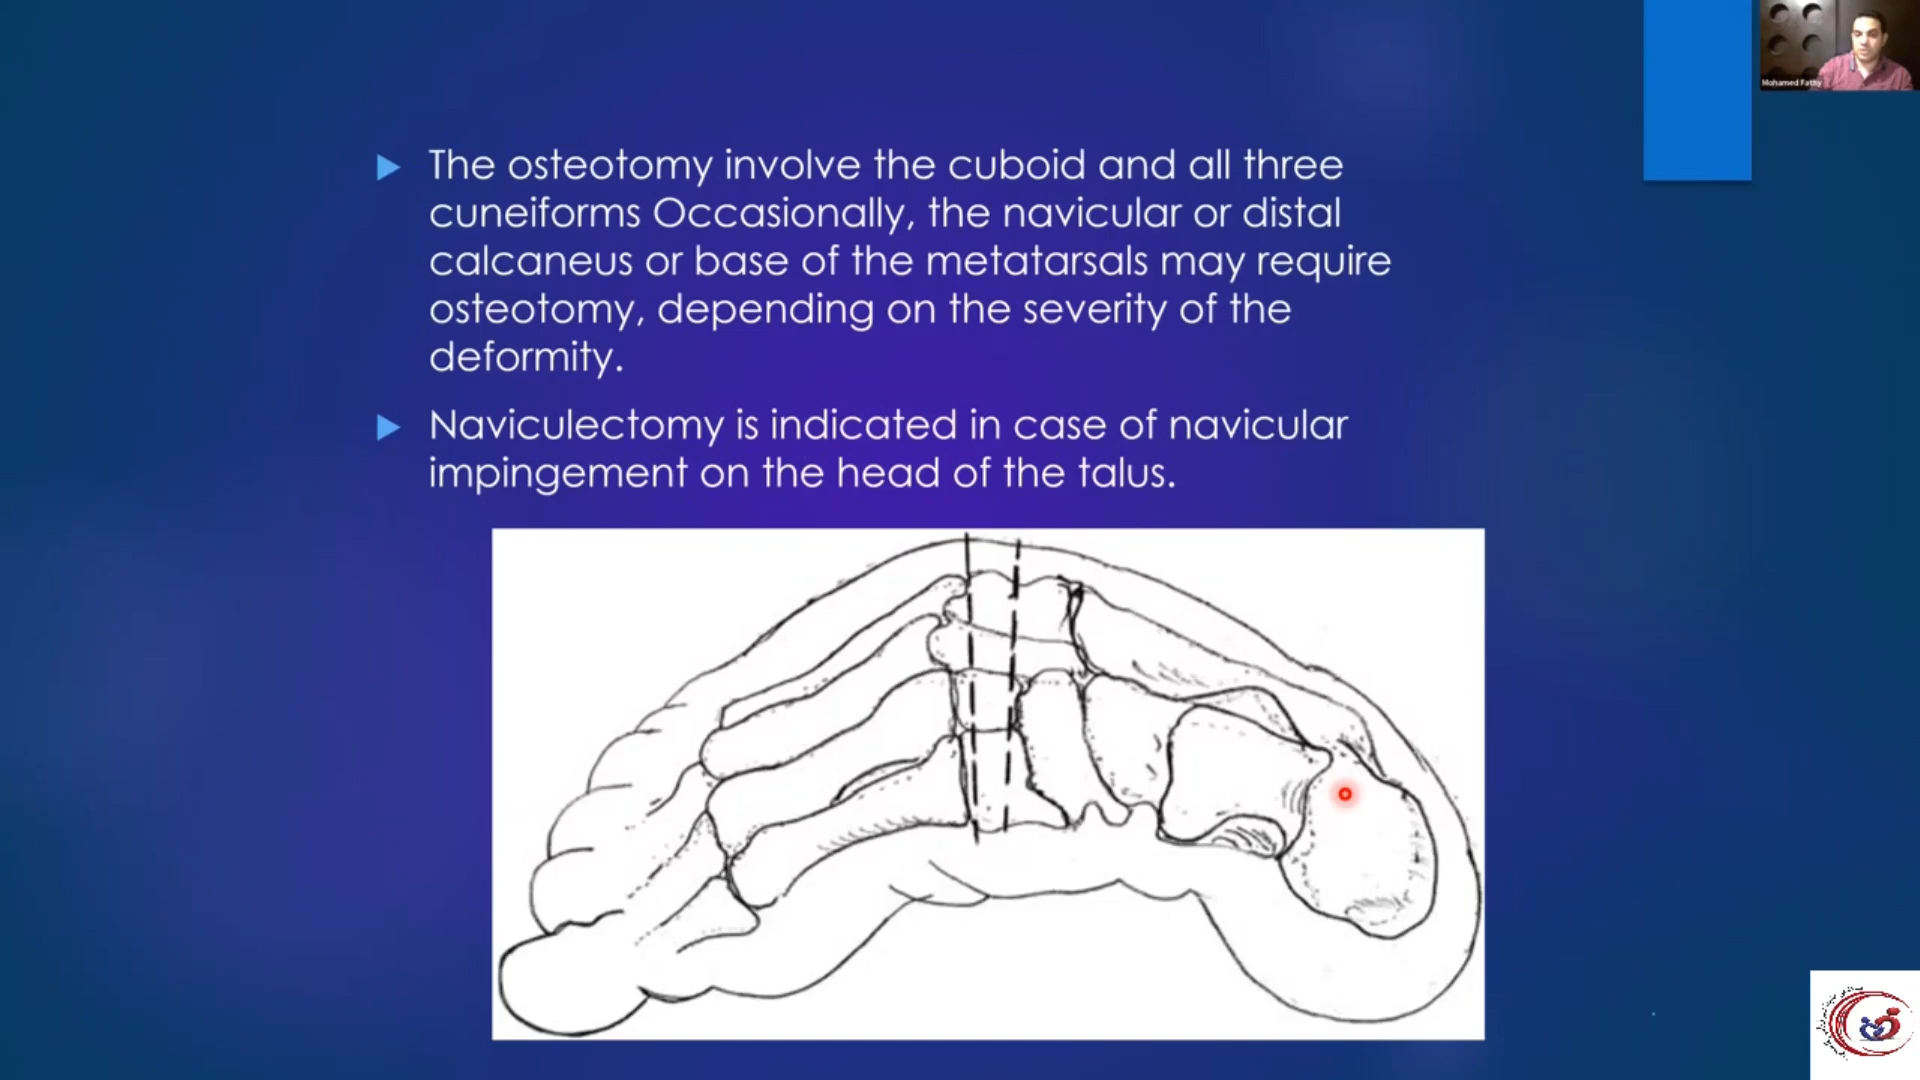 Mohamed Fathy
The osteotomy involve the cuboid and all three
cuneiforms Occasionally, the navicular or distal
calcaneus or base of the metatarsals may require
osteotomy, depending on the severity of the
deformity.
Naviculectomy is indicated in case of navicular
impingement on the head of the talus.